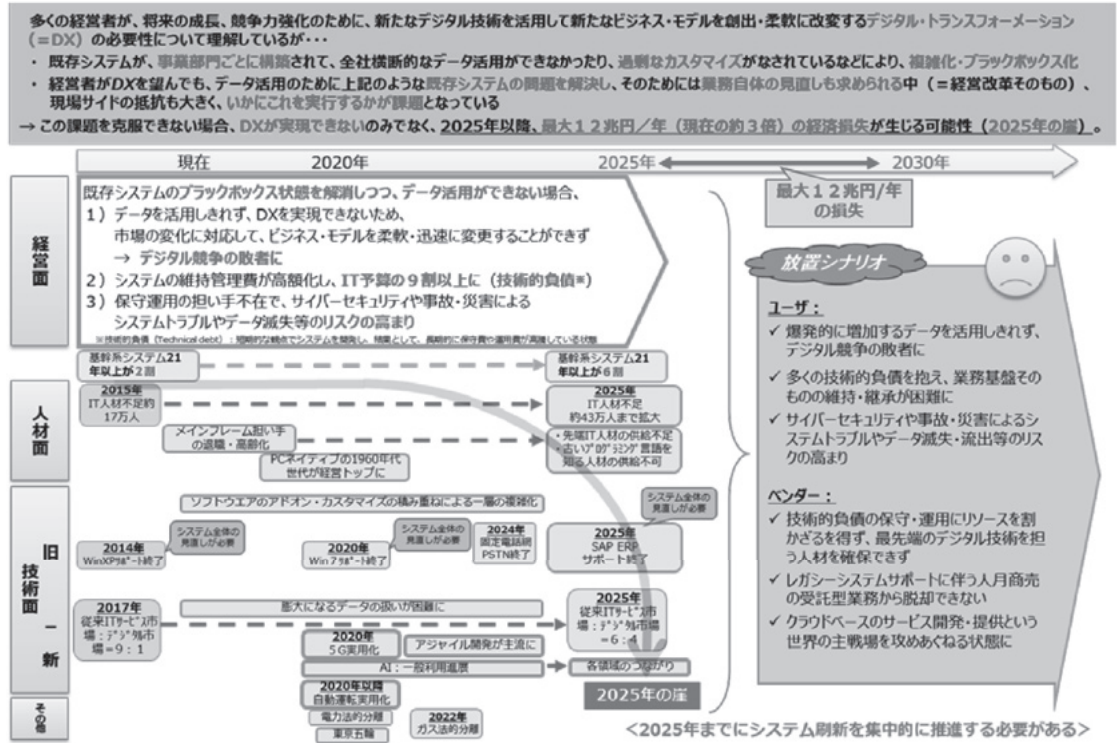 多くの経営者が、将来の成長、競争力強化のために、新たなデジタル技術を活用して新たなビジネス・モデルを創出・柔軟に改変するデジタル・トランスフォーメーション
（＝DX）の必要性について理解しているが・・・
・ 既存システムが、事業部門ごとに構築されて、全社横断的なデータ活用ができなかったり、過剰なカスタマイズがなされているなどにより、複雑化・ブラックボックス化
・ 経営者がDXを望んでも、データ活用のために上記のような既存システムの問題を解決し、そのためには業務自体の見直しも求められる中（＝経営改革そのもの）、
現場サイドの抵抗も大きく、いかにこれを実行するかが課題となっている
→ この課題を克服できない場合、DXが実現できないのみでなく、2025年以降、最大１２兆円／年（現在の約３倍）の経済損失が生じる可能性（2025年の崖）。
現在
2020年
2025年
2030年
最大１２兆円/年
の損失
経営面
既存システムのブラックボックス状態を解消しつつ、データ活用ができない場合、
１）データを活用しきれず、DXを実現できないため、
市場の変化に対応して、ビジネス・モデルを柔軟・迅速に変更することができず
→ デジタル競争の敗者に
２）システムの維持管理費が高額化し、IT予算の９割以上に（技術的負債※）
３）保守運用の担い手不在で、サイバーセキュリティや事故・災害による
システムトラブルやデータ滅失等のリスクの高まり
※技術的負債（Technical debt）：短期的な観点でシステムを開発し、結果として、長期的に保守費や運用費が高騰している状態
基幹系システム21
年以上が２割
基幹系システム21
年以上が６割
人材面
2015年
IT人材不足約
17万人
2025年
IT人材不足
約43万人まで拡大
メインフレーム担い手
の退職・高齢化
・先端IT人材の供給不足
・古いプログラミング言語を
知る人材の供給不可
PCネイティブの1960年代
世代が経営トップに
技術面
旧
ー
新
ソフトウエアのアドオン・カスタマイズの積み重ねによる一層の複雑化
システム全体の
見直しが必要
2014年
WinXPサポート終了
システム全体の
見直しが必要
2020年
Win７サポート終了
2024年
固定電話網
PSTN終了
システム全体の
見直しが必要
2025年
SAP ERP
サポート終了
2017年
従来ITサービス市
場：デジタル市
場＝9：1
膨大になるデータの扱いが困難に
2025年
従来ITサービス市
場：デジタル市場
＝6：4
2020年
５G実用化
アジャイル開発が主流に
AI：一般利用進展
各領域のつながり
2020年以降
自動運転実用化
2025年の崖
その他
電力法的分離
東京五輪
2022年
ガス法的分離
放置シナリオ
ユーザ：
✓ 爆発的に増加するデータを活用しきれず、
デジタル競争の敗者に
✓ 多くの技術的負債を抱え、業務基盤その
ものの維持・継承が困難に
✓ サイバーセキュリティや事故・災害によるシ
ステムトラブルやデータ滅失・流出等のリス
クの高まり
ベンダー：
✓ 技術的負債の保守・運用にリソースを割
かざるを得ず、最先端のデジタル技術を担
う人材を確保できず
✓ レガシーシステムサポートに伴う人月商売
の受託型業務から脱却できない
✓ クラウドベースのサービス開発・提供という
世界の主戦場を攻めあぐねる状態に
＜2025年までにシステム刷新を集中的に推進する必要がある＞